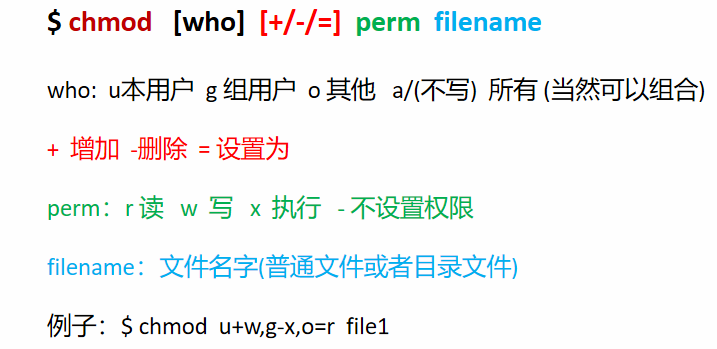 $ chmod [who] [+/-/=] perm filename
who: u本用户 g 组用户 o 其他 a/(不写) 所有 (当然可以组合)
+ 增加 -删除 = 设置为
perm：r 读 w 写 x 执行 - 不设置权限
filename：文件名字(普通文件或者目录文件)
例子：$ chmod u+w,g-x,o=r file1